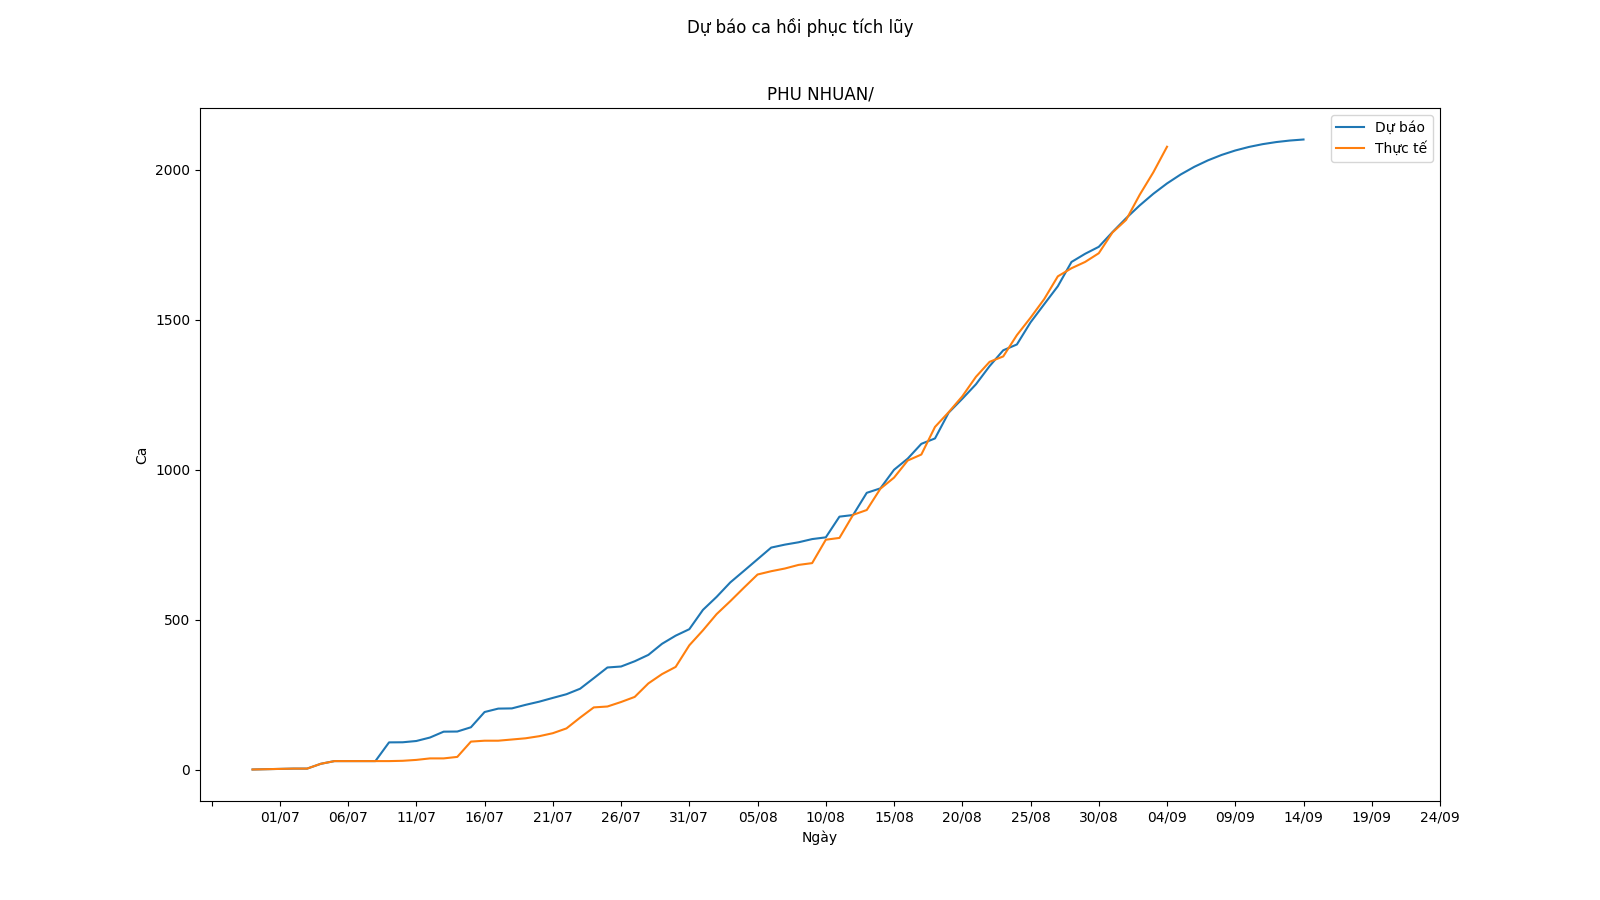 Dự báo ca hồi phục tích lũy
PHU NHUAN/
Dự báo
Thực tế
2000
1500
1000
500
0
Ca
01/07 06/07 11/07 16/07 21/07 26/07 31/07 05/08 10/08 15/08 20/08 25/08 30/08 04/09 09/09 14/09 19/09 24/09
Ngày